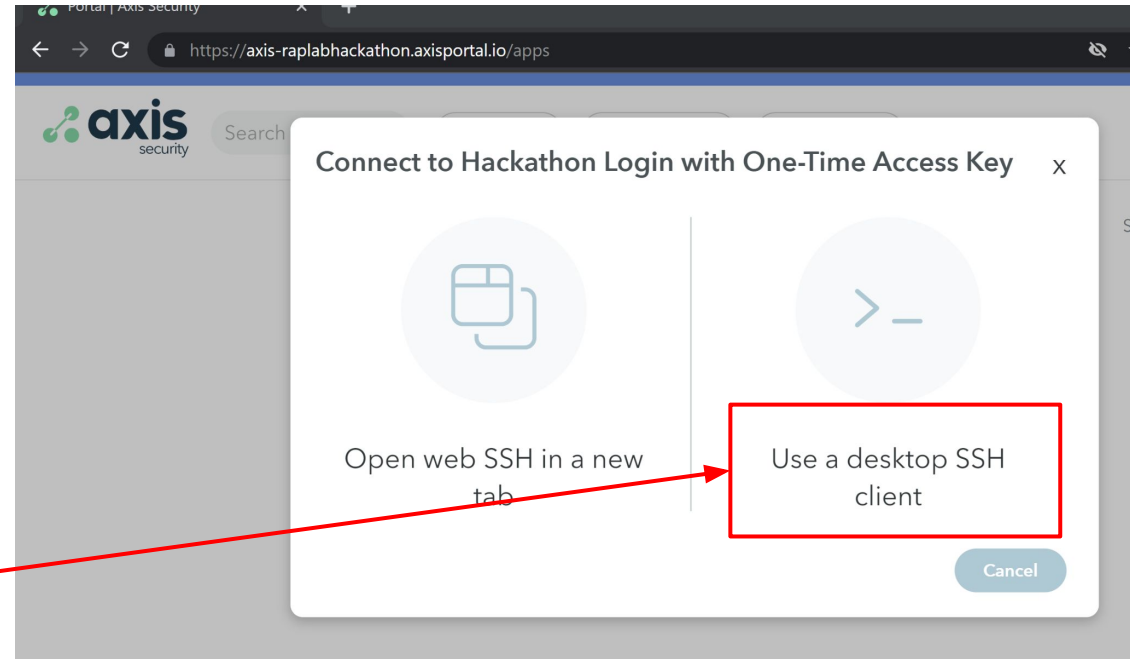 Portal | Axis Security
https://axis-raplabhackathon.axisportal.io/apps
axis
security
Search
Connect to Hackathon Login with One-Time Access Key x
Open web SSH in a new
tab
Use a desktop SSH
client
Cancel